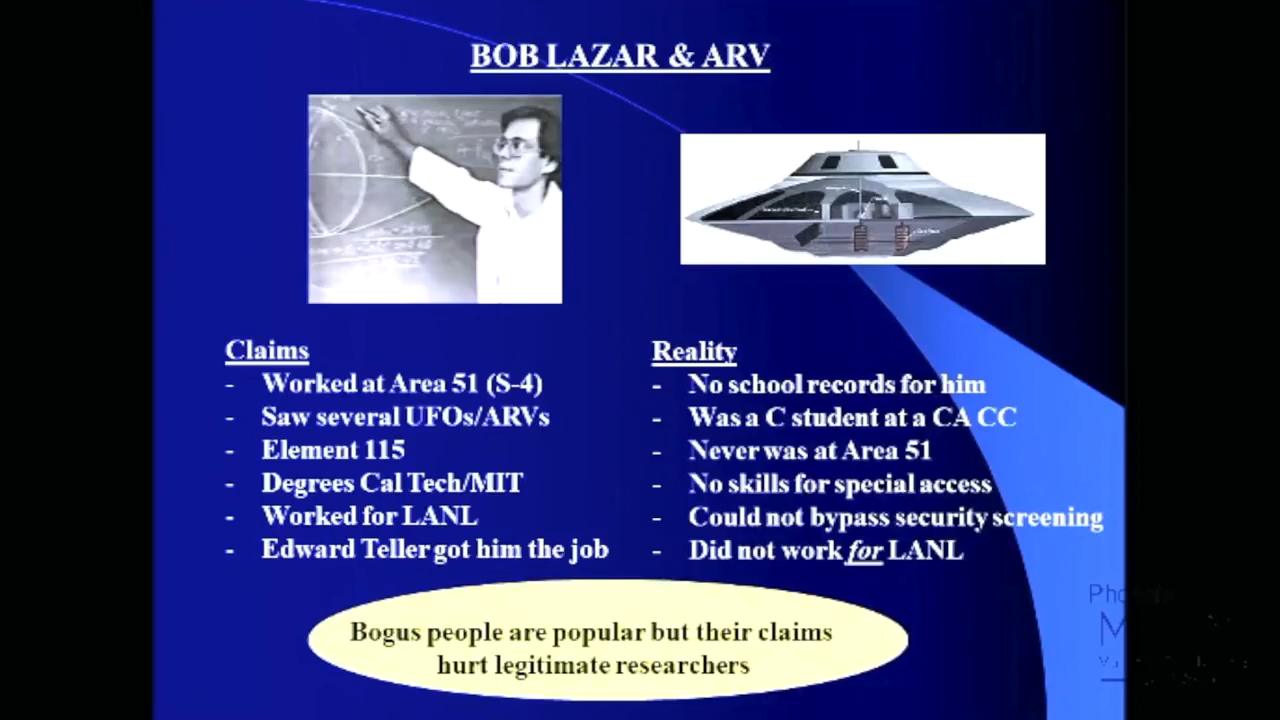 BOB LAZAR & ARV
Claims
- Worked at Area 51 (S-4)
- Saw several UFOs/ARVs
- Element 115
- Degrees Cal Tech/MIT
- Worked for LANL
- Edward Teller got him the job
Reality
- No school records for him
- Was a C student at a CA CC
- Never was at Area 51
- No skills for special access
- Could not bypass security screening
- Did not work for LANL
Bogus people are popular but their claims
hurt legitimate researchers